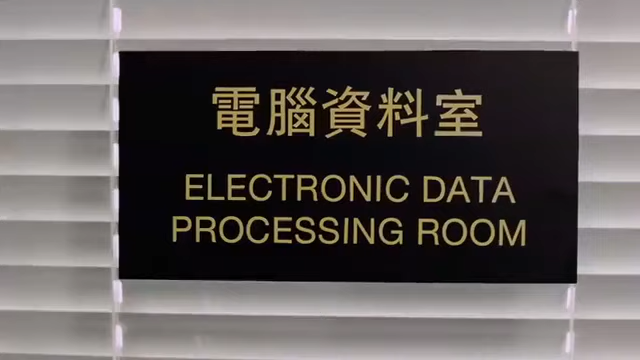 電腦資料室
ELECTRONIC DATA
PROCESSING ROOM